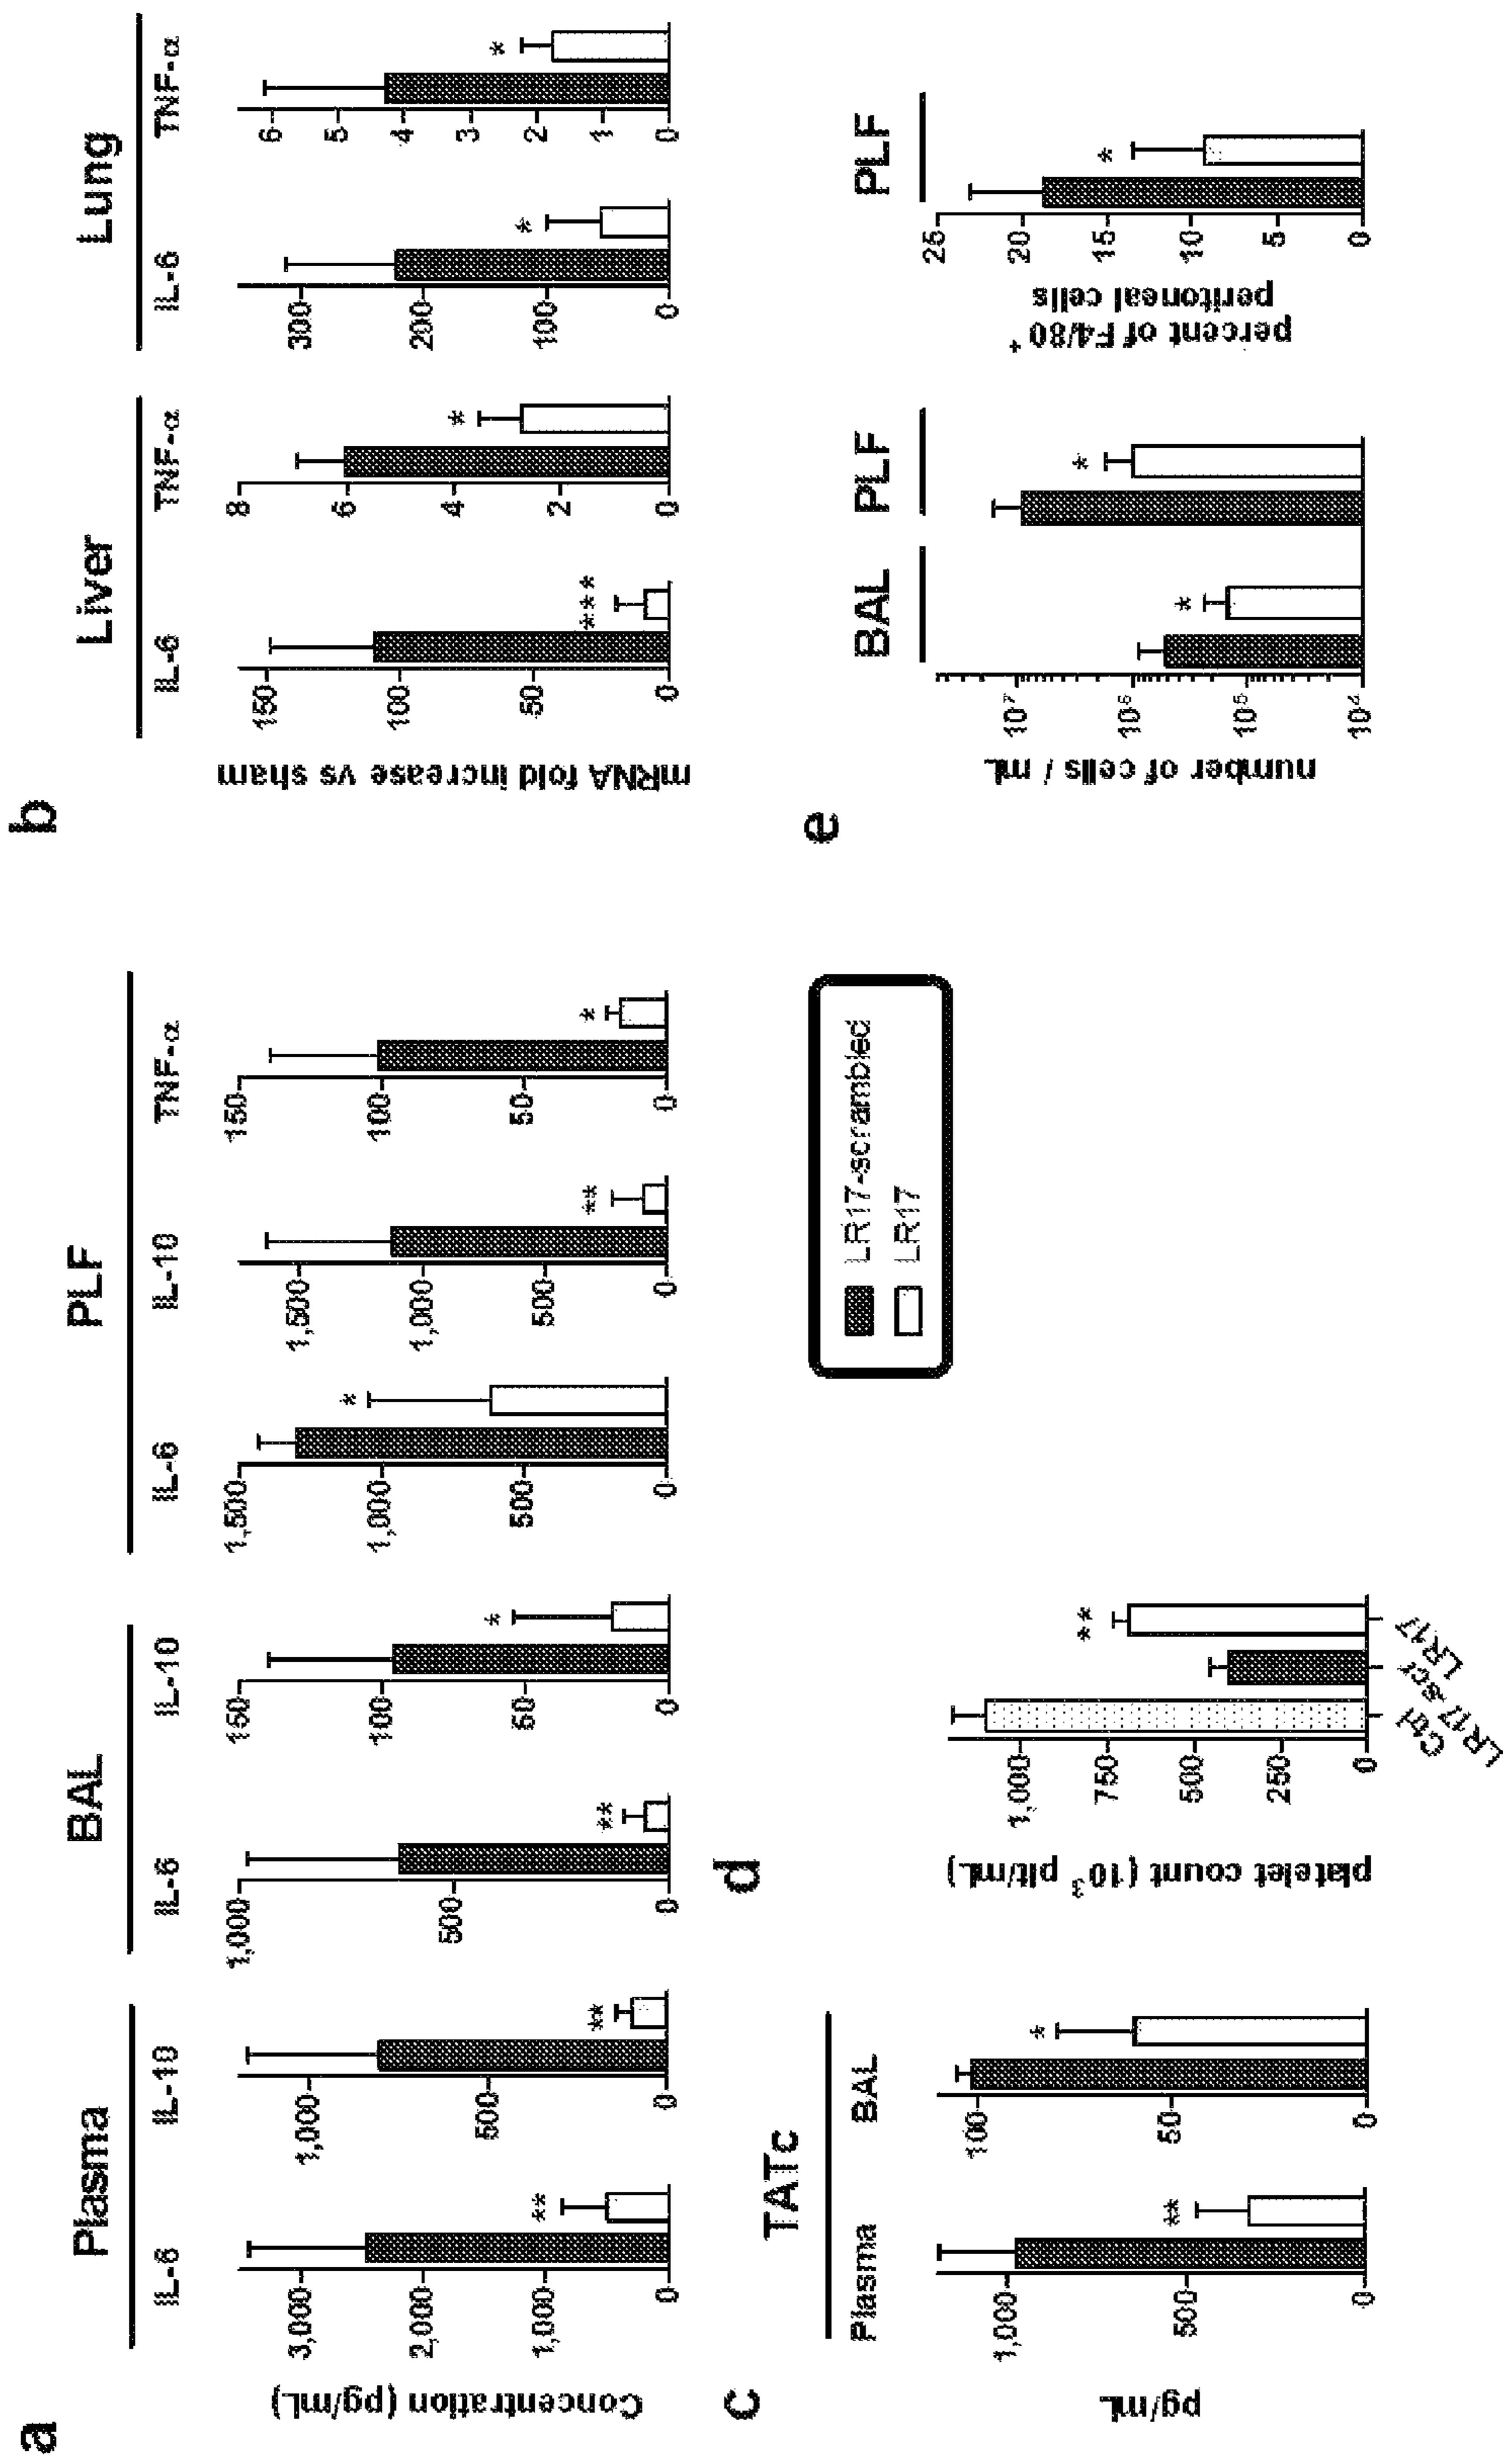 a
Plasma
BAL
PLF
IL-6
IL-10
IL-6
IL-10
IL-6
IL-10
TNF-α
Concentration (pg/mL)
3,000
2,000
1,000
0
**
1,000
500
0
**
1,000
500
0
**
150
100
50
0
*
1,500
1,000
500
0
*
1,500
1,000
500
0
**
150
100
50
0
*
b
Liver
Lung
IL-6
TNF-α
IL-6
TNF-α
mRNA fold increase vs sham
150
100
50
0
***
8
6
4
2
0
*
300
200
100
0
*
6
5
4
3
2
1
0
*
c
TATc
Plasma
BAL
pg/mL
1,000
500
0
**
100
50
0
*
d
platelet count (10³ plt/mL)
1,000
750
500
250
0
**
Ctrl
LR17-scr
LR17
LR17-scrambled
LR17
e
BAL
PLF
PLF
number of cells / mL
10⁷
10⁶
10⁵
10⁴
*
*
percent of F4/80⁺
peritoneal cells
25
20
15
10
5
0
*